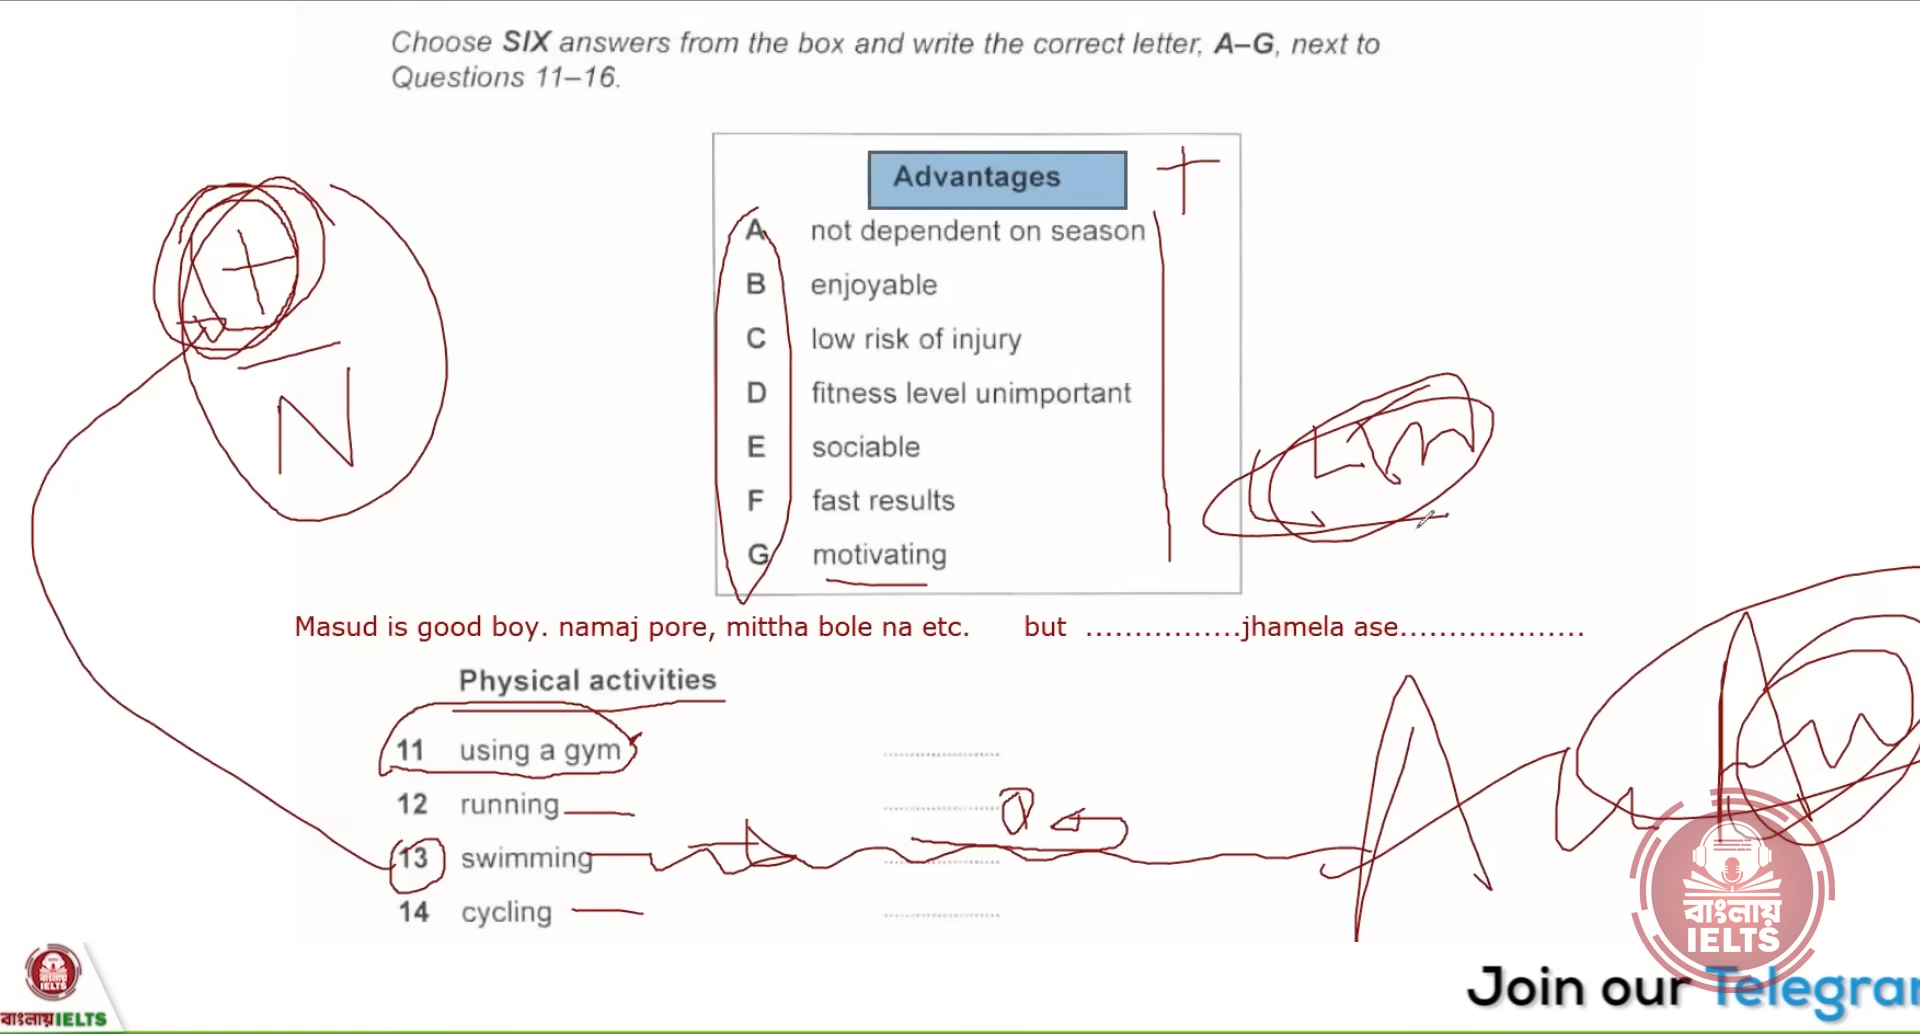 Choose SIX answers from the box and write the correct letter, A–G, next to
Questions 11–16.
Advantages
A not dependent on season
B enjoyable
C low risk of injury
D fitness level unimportant
E sociable
F fast results
G motivating
N
Masud is good boy. namaj pore, mittha bole na etc. but ................jhamela ase...................
Physical activities
11 using a gym ....................
12 running ....................
13 swimming ....................
14 cycling ....................
A
বাংলায়
IELTS
Join our Telegram
বাংলায় IELTS